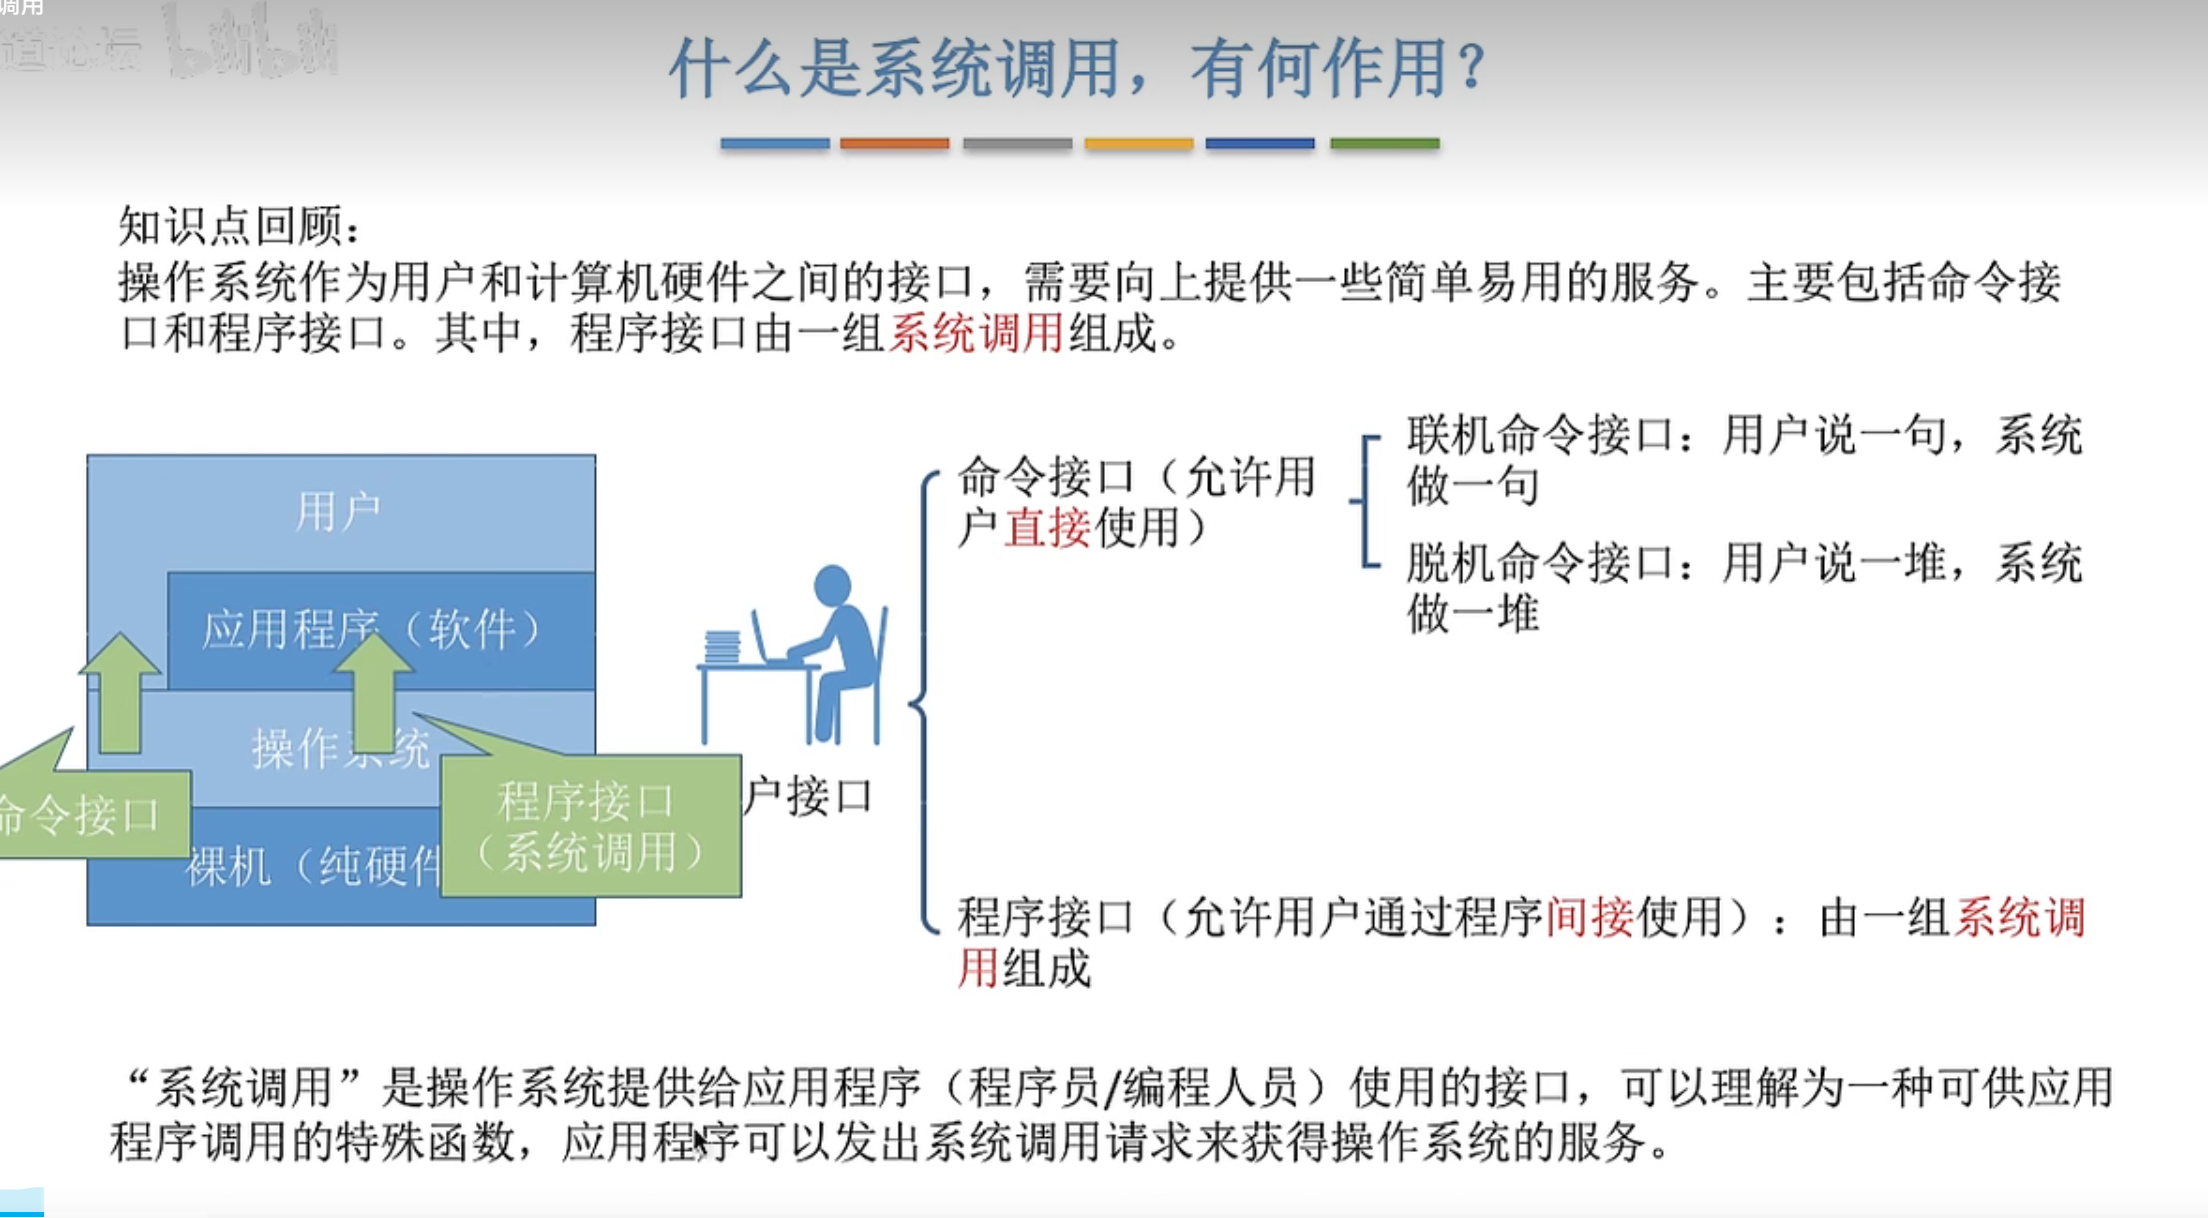 调用
道论坛 bilibili
什么是系统调用，有何作用？
知识点回顾：
操作系统作为用户和计算机硬件之间的接口，需要向上提供一些简单易用的服务。主要包括命令接
口和程序接口。其中，程序接口由一组系统调用组成。
用户
应用程序（软件）
操作系统
裸机（纯硬件
命令接口
程序接口
（系统调用）
户接口
命令接口（允许用
户直接使用）
联机命令接口：用户说一句，系统
做一句
脱机命令接口：用户说一堆，系统
做一堆
程序接口（允许用户通过程序间接使用）：由一组系统调
用组成
“系统调用”是操作系统提供给应用程序（程序员/编程人员）使用的接口，可以理解为一种可供应用
程序调用的特殊函数，应用程序可以发出系统调用请求来获得操作系统的服务。